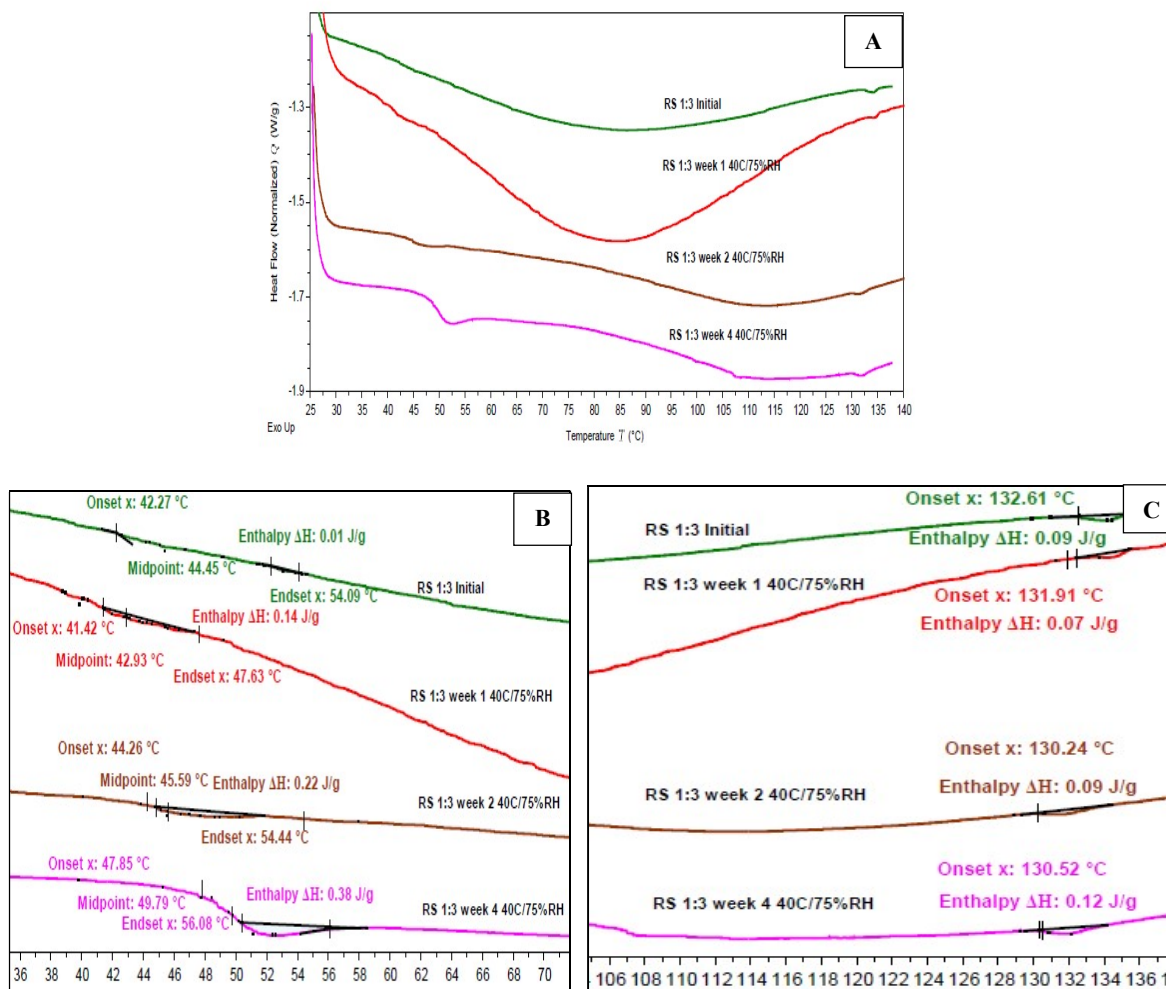 A
Heat Flow (Normalized) Q (W/g)
-1.3
-1.5
-1.7
-1.9
RS 1:3 Initial
RS 1:3 week 1 40C/75%RH
RS 1:3 week 2 40C/75%RH
RS 1:3 week 4 40C/75%RH
25 30 35 40 45 50 55 60 65 70 75 80 85 90 95 100 105 110 115 120 125 130 135 140
Exo Up
Temperature T (°C)
B
Onset x: 42.27 °C
Enthalpy ΔH: 0.01 J/g
Midpoint: 44.45 °C
RS 1:3 Initial
Endset x: 54.09 °C
Enthalpy ΔH: 0.14 J/g
Onset x: 41.42 °C
Midpoint: 42.93 °C
Endset x: 47.63 °C
RS 1:3 week 1 40C/75%RH
Onset x: 44.26 °C
Midpoint: 45.59 °C
Enthalpy ΔH: 0.22 J/g
RS 1:3 week 2 40C/75%RH
Endset x: 54.44 °C
Onset x: 47.85 °C
Enthalpy ΔH: 0.38 J/g
Midpoint: 49.79 °C
RS 1:3 week 4 40C/75%RH
Endset x: 56.08 °C
36 38 40 42 44 46 48 50 52 54 56 58 60 62 64 66 68 70
C
Onset x: 132.61 °C
RS 1:3 Initial
Enthalpy ΔH: 0.09 J/g
RS 1:3 week 1 40C/75%RH
Onset x: 131.91 °C
Enthalpy ΔH: 0.07 J/g
Onset x: 130.24 °C
RS 1:3 week 2 40C/75%RH
Enthalpy ΔH: 0.09 J/g
Onset x: 130.52 °C
RS 1:3 week 4 40C/75%RH
Enthalpy ΔH: 0.12 J/g
106 108 110 112 114 116 118 120 122 124 126 128 130 132 134 136